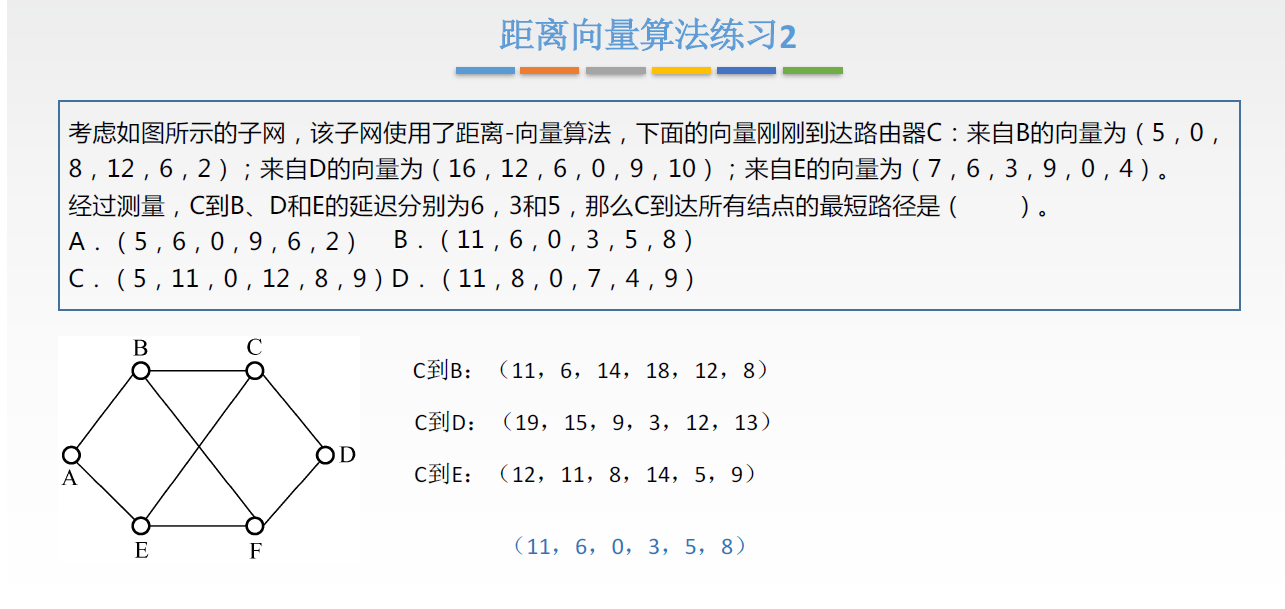 距离向量算法练习2
考虑如图所示的子网，该子网使用了距离-向量算法，下面的向量刚刚到达路由器C：来自B的向量为（5，0，
8，12，6，2）；来自D的向量为（16，12，6，0，9，10）；来自E的向量为（7，6，3，9，0，4）。
经过测量，C到B、D和E的延迟分别为6，3和5，那么C到达所有结点的最短路径是（　　）。
A．（5，6，0，9，6，2）　B．（11，6，0，3，5，8）
C．（5，11，0，12，8，9）D．（11，8，0，7，4，9）
B C
C到B：（11，6，14，18，12，8）
C到D：（19，15，9，3，12，13）
A D
C到E：（12，11，8，14，5，9）
E F
（11，6，0，3，5，8）